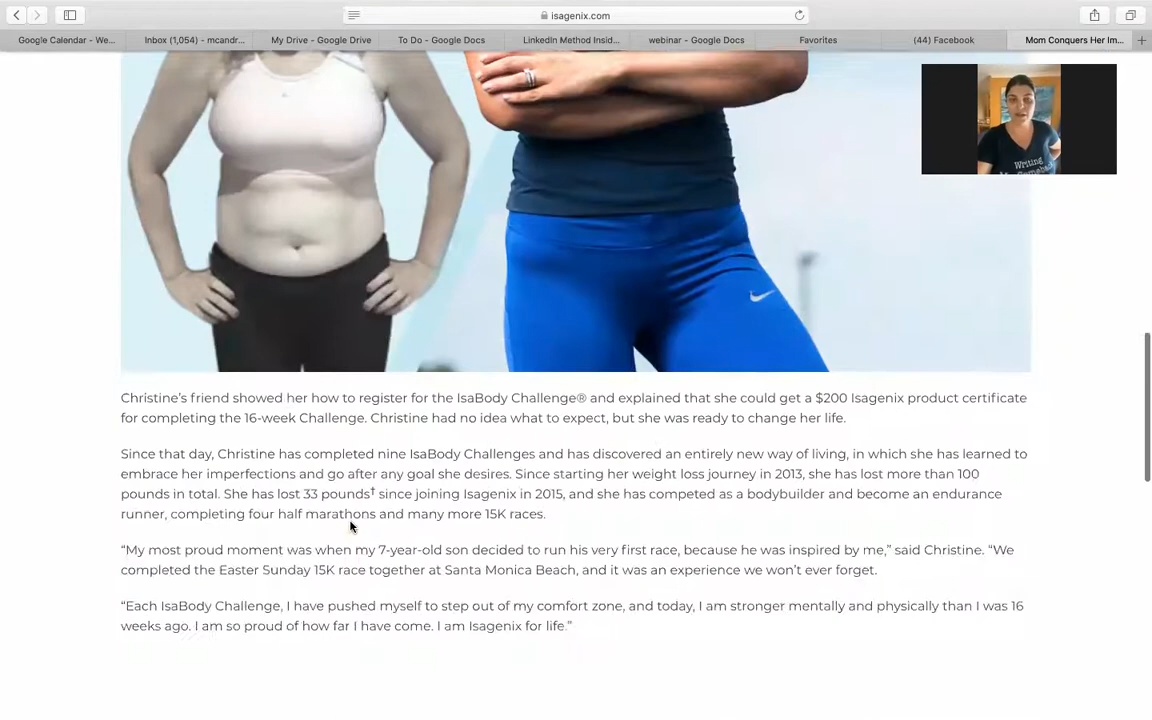 isagenix.com
Google Calendar - We...
Inbox (1,054) - mcandr...
My Drive - Google Drive
To Do - Google Docs
LinkedIn Method Insid...
webinar - Google Docs
Favorites
(44) Facebook
Mom Conquers Her Im...
Writing
Christine's friend showed her how to register for the IsaBody Challenge® and explained that she could get a $200 Isagenix product certificate
for completing the 16-week Challenge. Christine had no idea what to expect, but she was ready to change her life.
Since that day, Christine has completed nine IsaBody Challenges and has discovered an entirely new way of living, in which she has learned to
embrace her imperfections and go after any goal she desires. Since starting her weight loss journey in 2013, she has lost more than 100
pounds in total. She has lost 33 pounds† since joining Isagenix in 2015, and she has competed as a bodybuilder and become an endurance
runner, completing four half marathons and many more 15K races.
“My most proud moment was when my 7-year-old son decided to run his very first race, because he was inspired by me,” said Christine. “We
completed the Easter Sunday 15K race together at Santa Monica Beach, and it was an experience we won’t ever forget.
“Each IsaBody Challenge, I have pushed myself to step out of my comfort zone, and today, I am stronger mentally and physically than I was 16
weeks ago. I am so proud of how far I have come. I am Isagenix for life.”